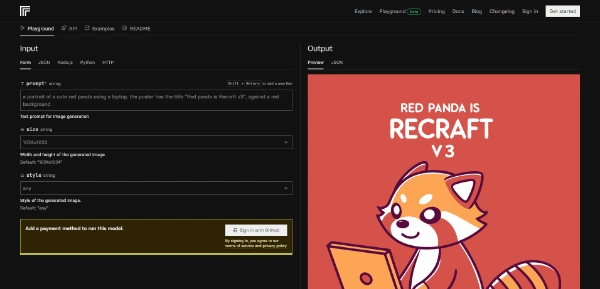 Explore Playground Beta Pricing Docs Blog Changelog Sign in Get started
Playground API Examples README
Input
Form JSON Node.js Python HTTP
prompt* string Shift + Return to add a new line
a portrait of a cute red panda using a laptop, the poster has the title "Red panda is Recraft v3", against a red
background
Text prompt for image generation
size string
1024x1024
Width and height of the generated image
Default: "1024x1024"
style string
any
Style of the generated image.
Default: "any"
Add a payment method to run this model.
Sign in with GitHub
By signing in, you agree to our
terms of service and privacy policy
Output
Preview JSON
RED PANDA IS
RECRAFT
V3